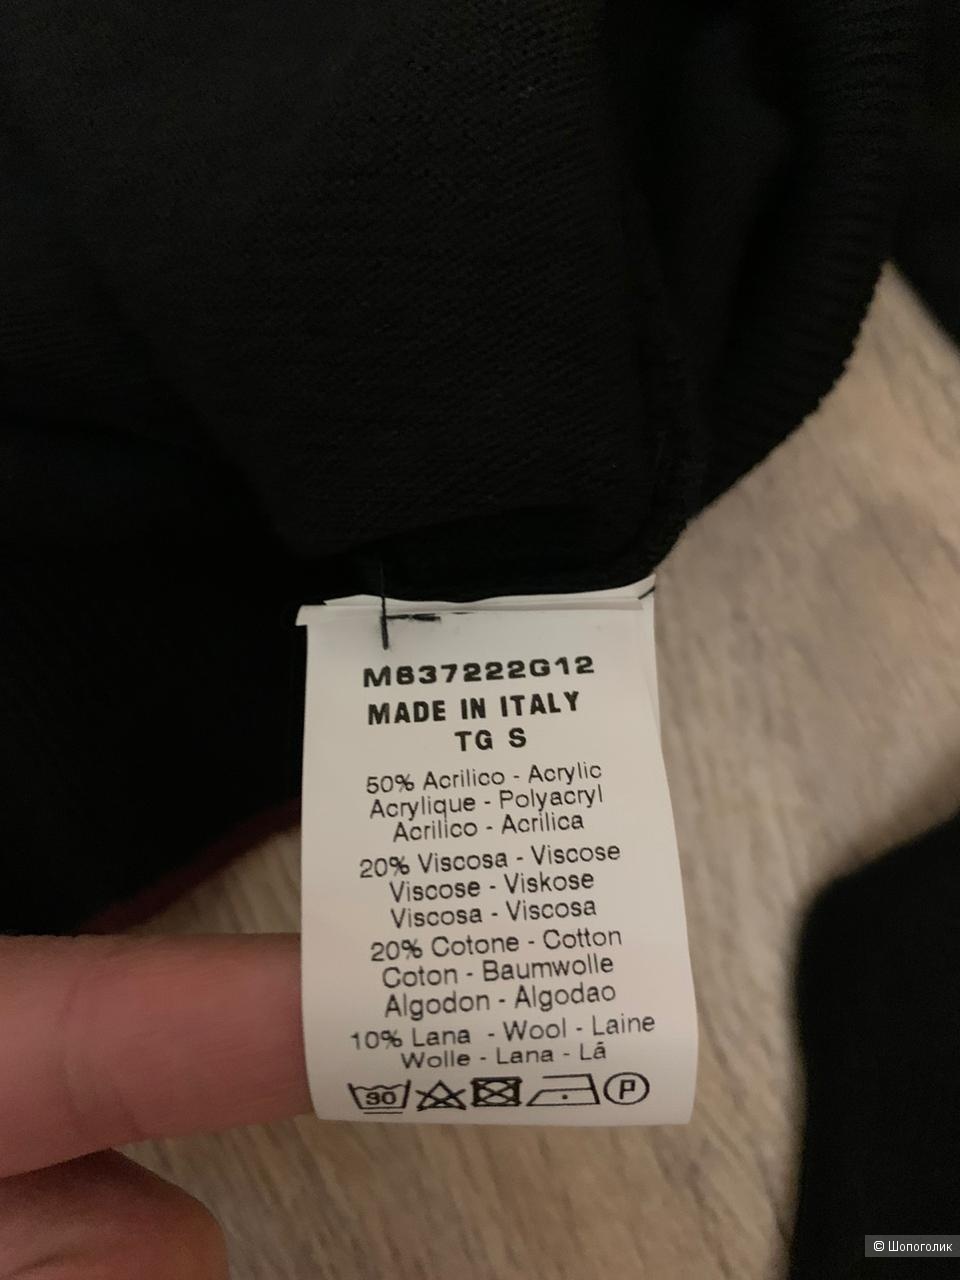 M637222G12
MADE IN ITALY
TG S
50% Acrilico - Acrylic
Acrylique - Polyacryl
Acrilico - Acrilica
20% Viscosa - Viscose
Viscose - Viskose
Viscosa - Viscosa
20% Cotone - Cotton
Coton - Baumwolle
Algodon - Algodao
10% Lana - Wool - Laine
Wolle - Lana - Lã
30
P
© Шопоголик